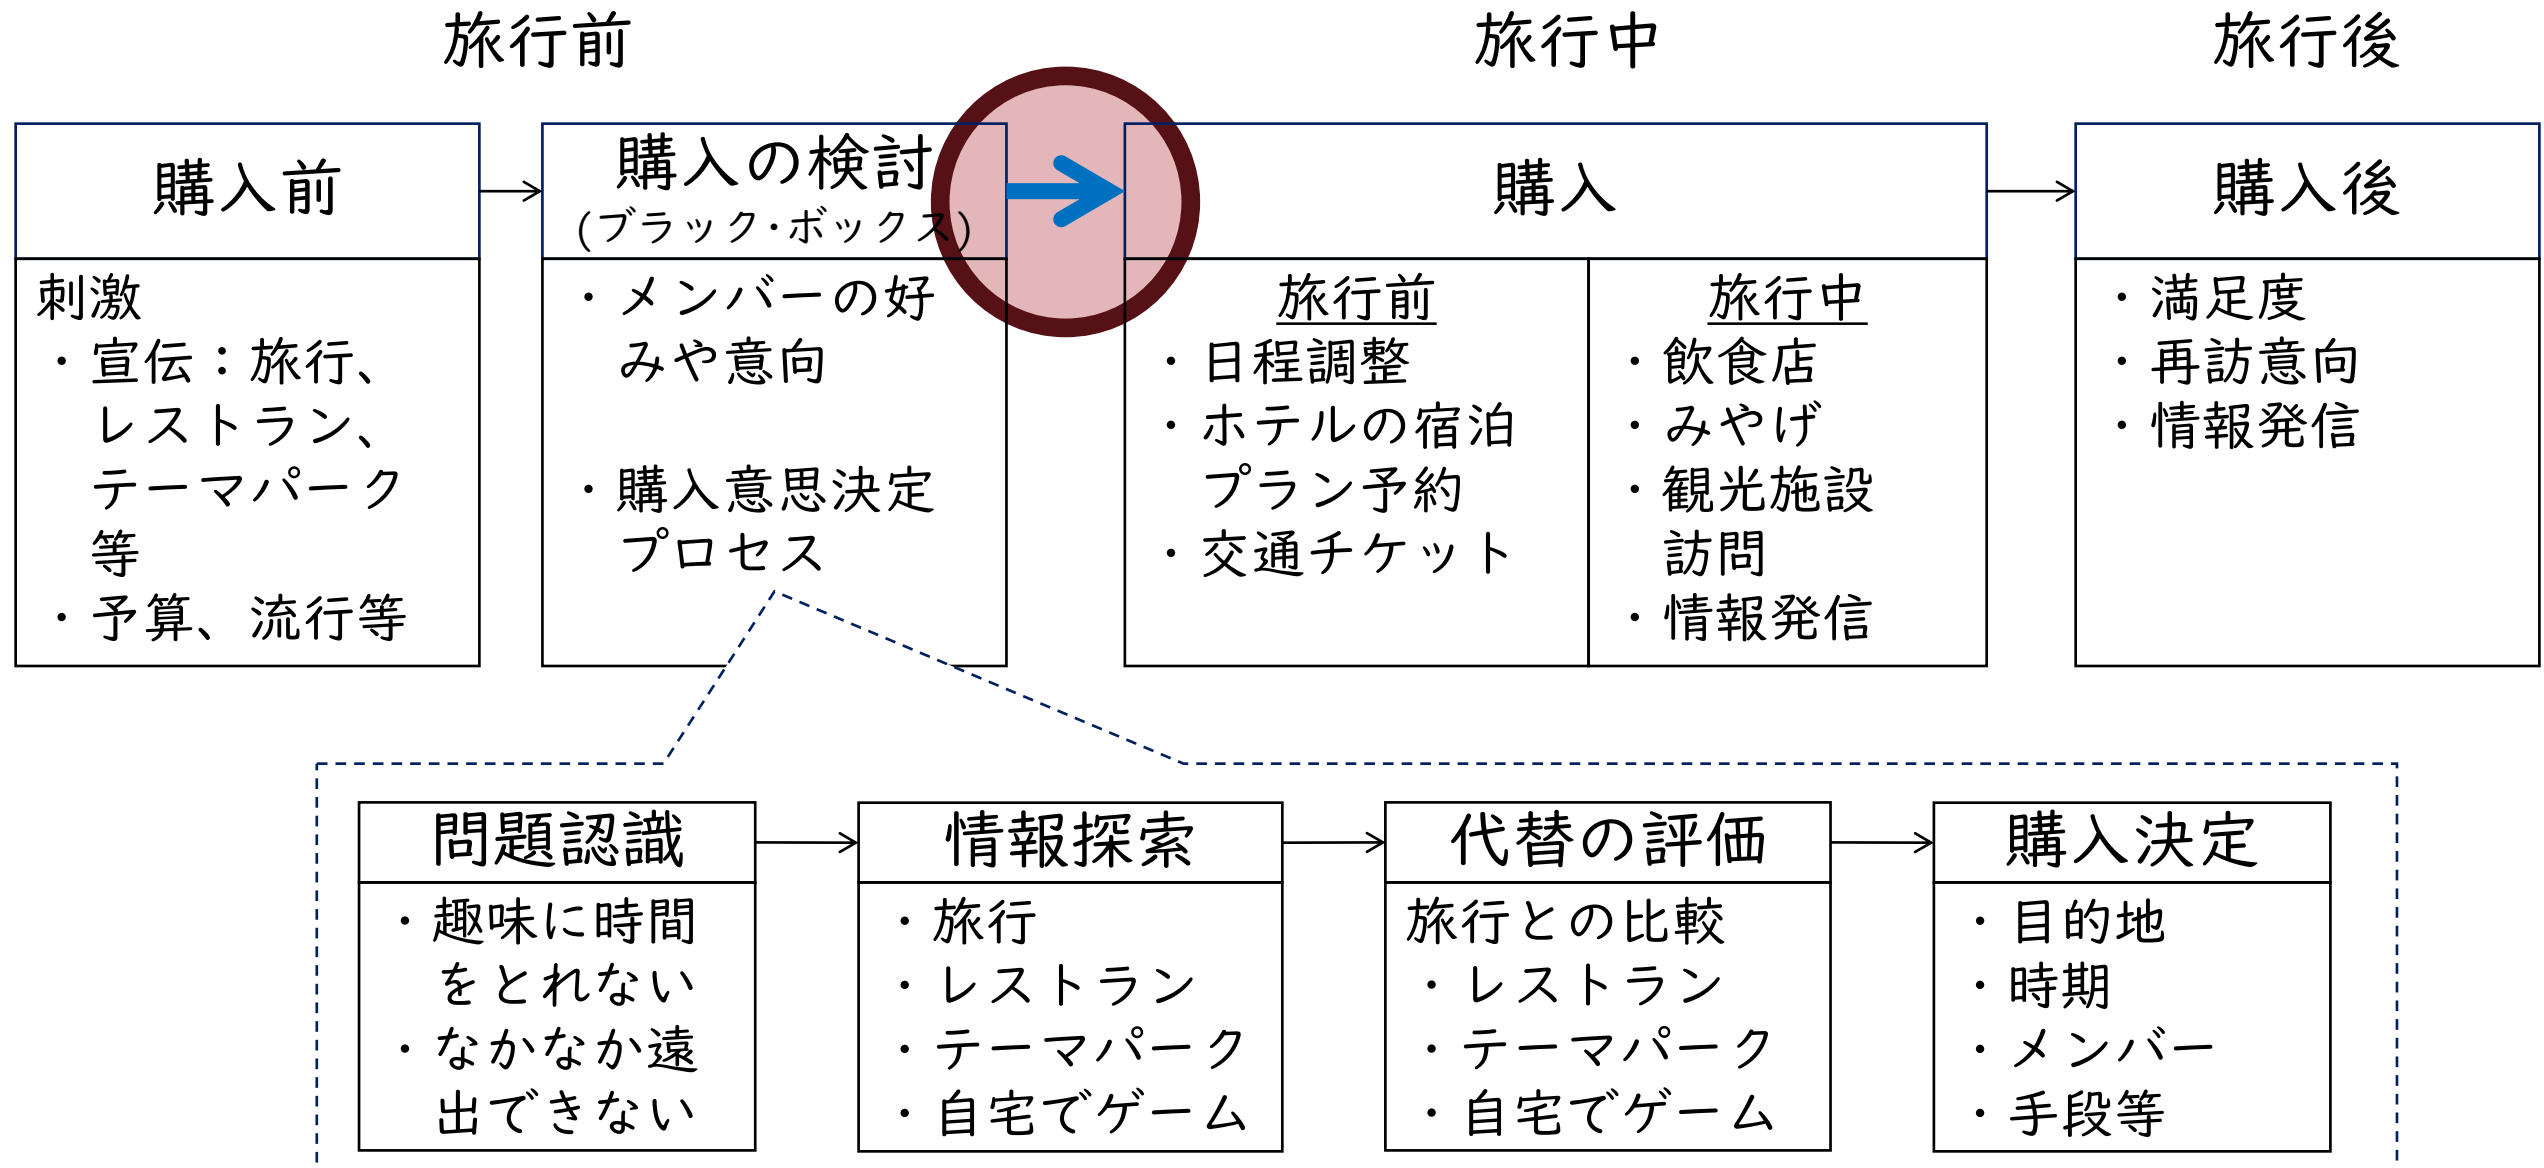 旅行前
旅行中
旅行後
購入前
刺激
・宣伝：旅行、
レストラン、
テーマパーク
等
・予算、流行等
購入の検討
(ブラック･ボックス)
・メンバーの好
みや意向
・購入意思決定
プロセス
購入
旅行前
・日程調整
・ホテルの宿泊
プラン予約
・交通チケット
旅行中
・飲食店
・みやげ
・観光施設
訪問
・情報発信
購入後
・満足度
・再訪意向
・情報発信
問題認識
・趣味に時間
をとれない
・なかなか遠
出できない
情報探索
・旅行
・レストラン
・テーマパーク
・自宅でゲーム
代替の評価
旅行との比較
・レストラン
・テーマパーク
・自宅でゲーム
購入決定
・目的地
・時期
・メンバー
・手段等